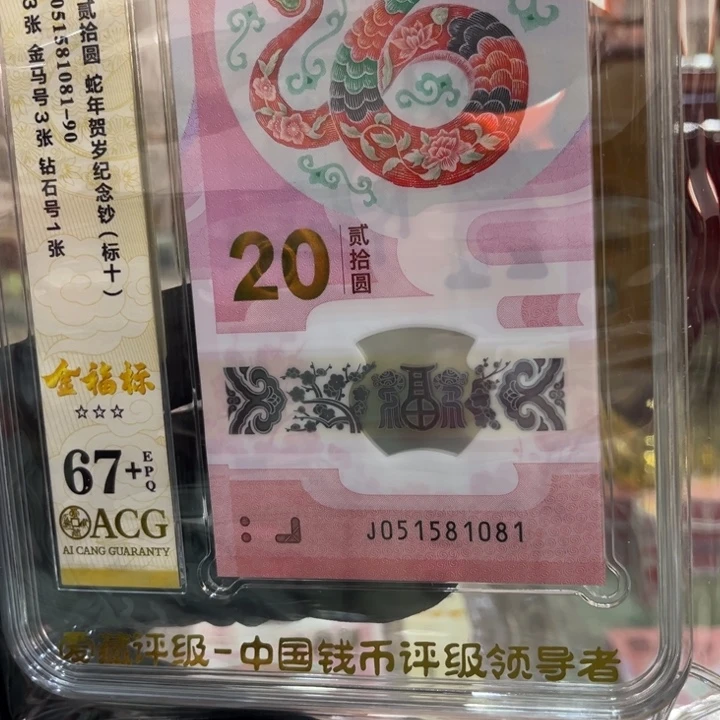 贰拾圆 蛇年贺岁纪念钞(标十)
051581081-90
3张 金马号3张 钻石号1张
金福标
☆☆☆
67+
EPQ
ACG
AI CANG GUARANTY
20
贰拾圆
J051581081
爱藏评级-中国钱币评级领导者